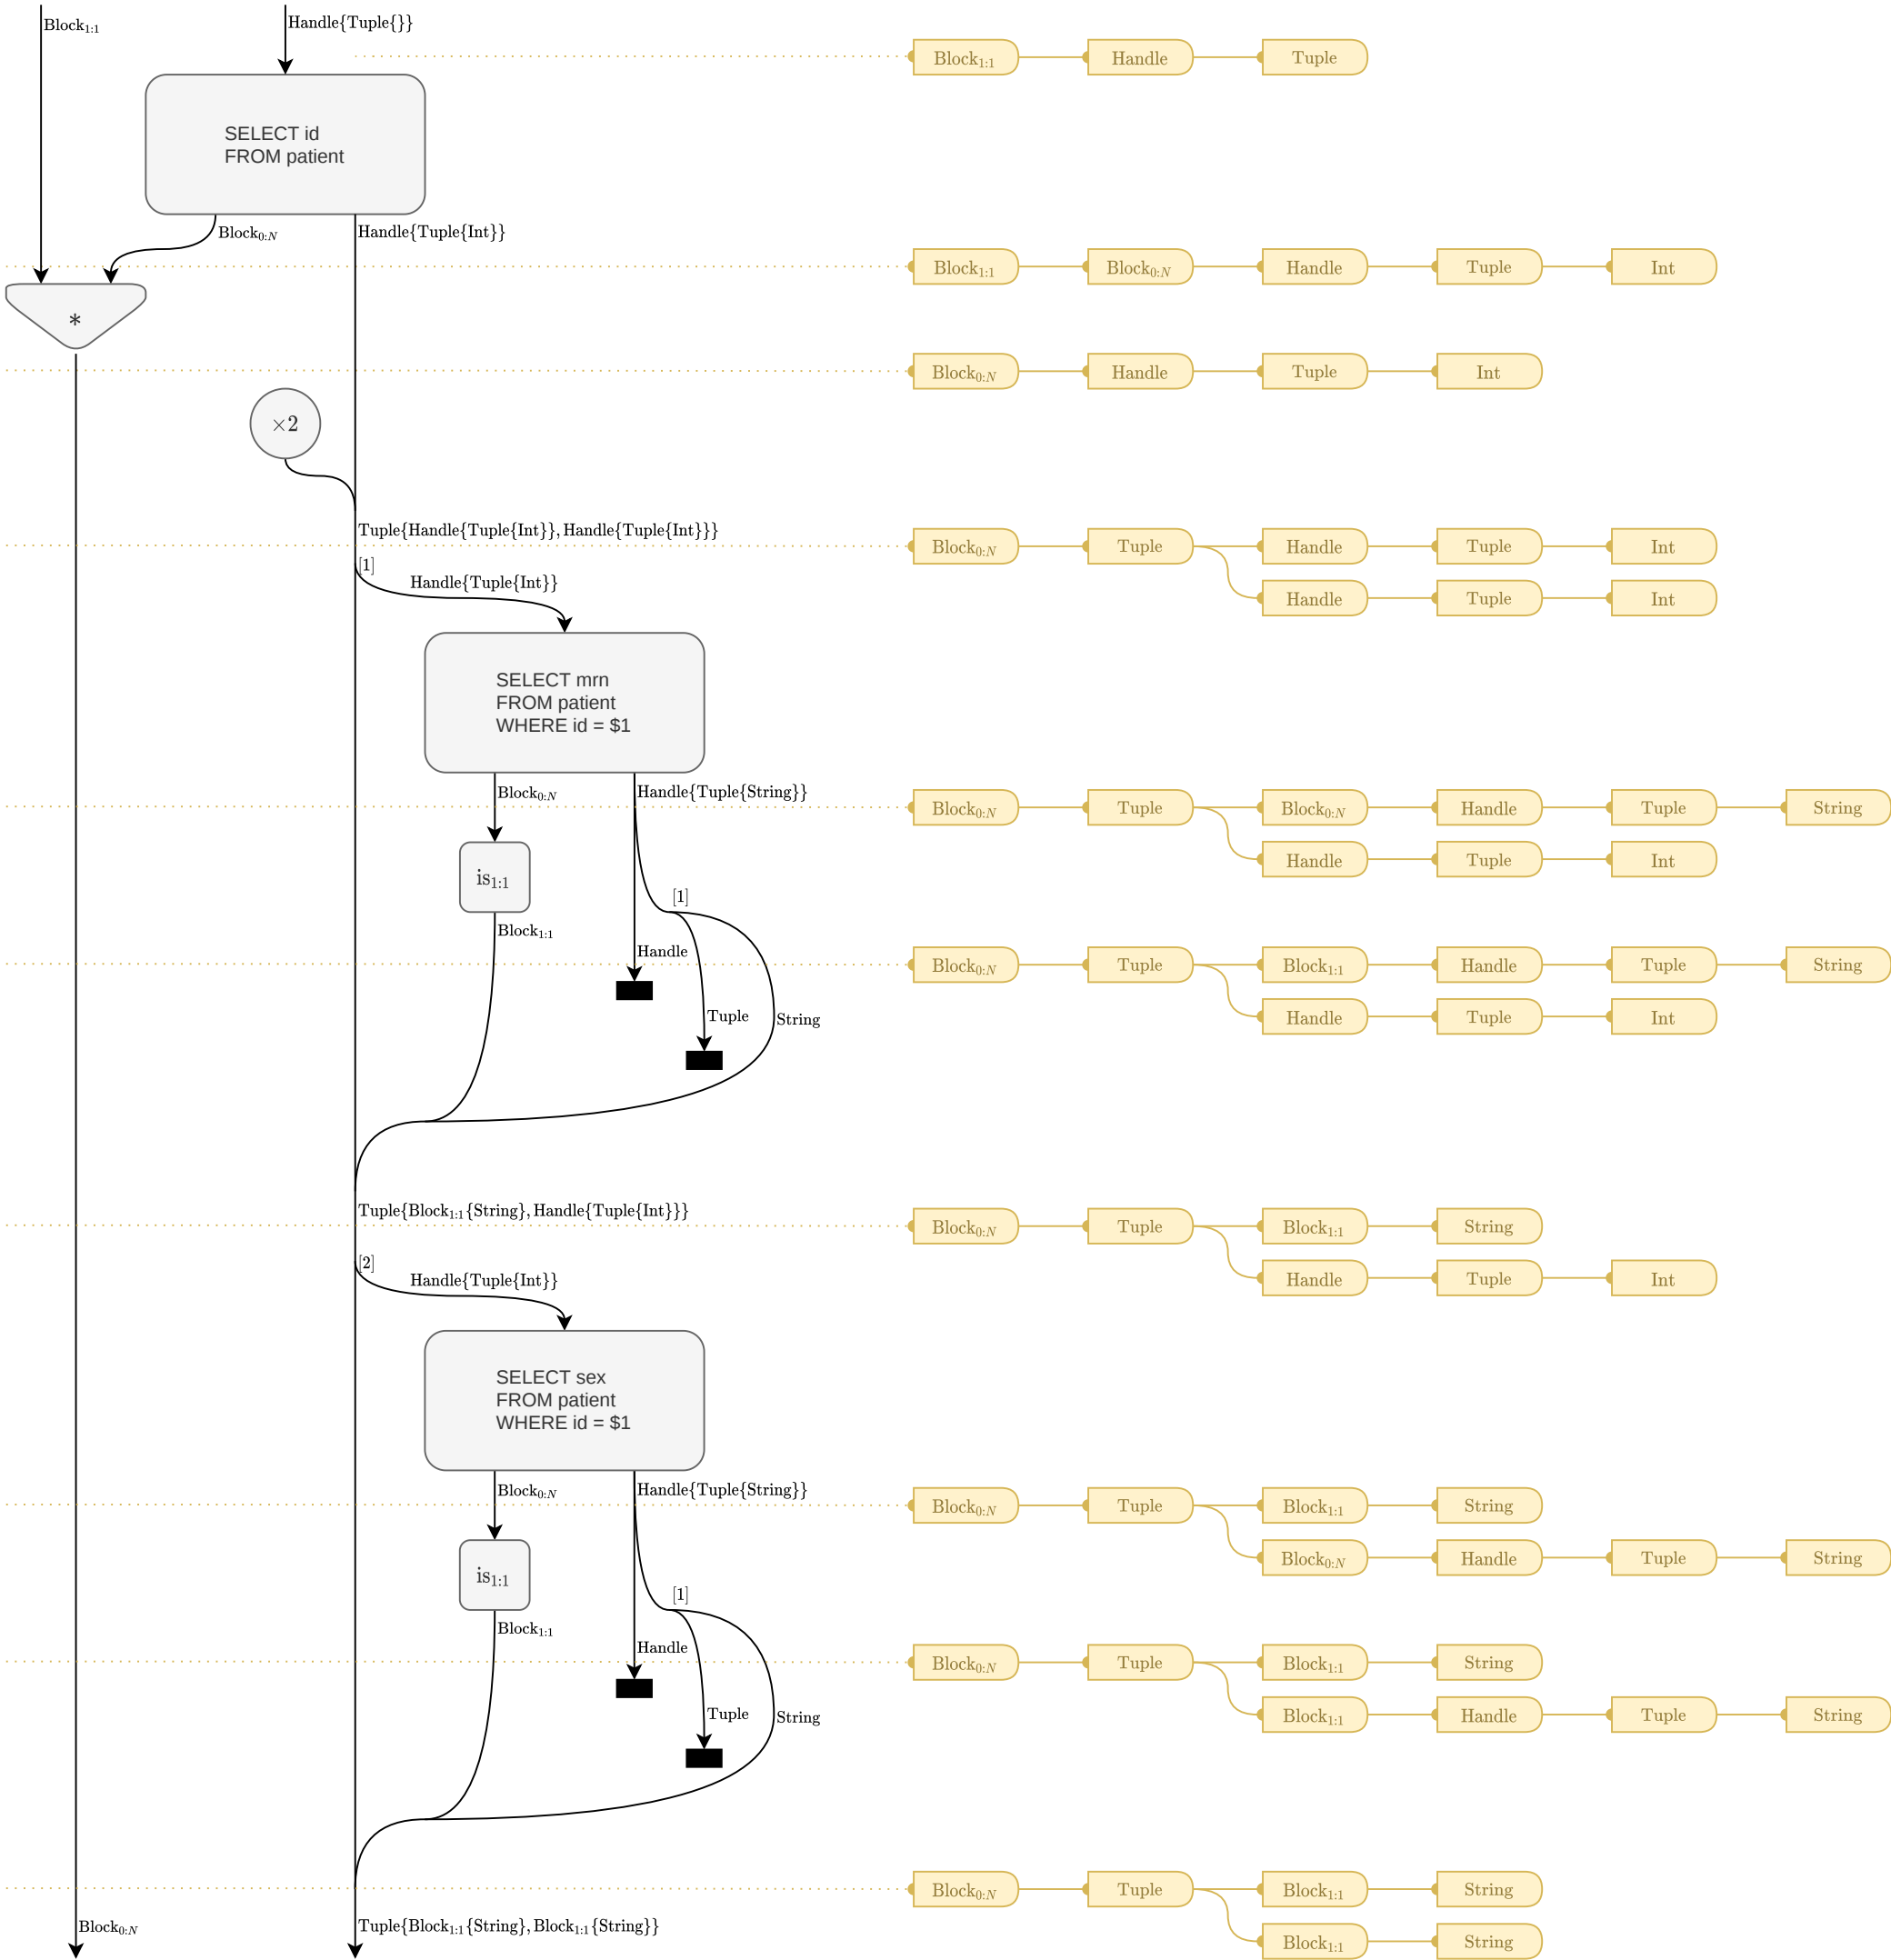 Block1:1
Handle{Tuple{}}
Block1:1 Handle Tuple
SELECT id
FROM patient
Block0:N
Handle{Tuple{Int}}
Block1:1 Block0:N Handle Tuple Int
*
Block0:N Handle Tuple Int
×2
Tuple{Handle{Tuple{Int}}, Handle{Tuple{Int}}}
Block0:N Tuple Handle Tuple Int
[1]
Handle{Tuple{Int}}
Handle Tuple Int
SELECT mrn
FROM patient
WHERE id = $1
Block0:N
Handle{Tuple{String}}
Block0:N Tuple Block0:N Handle Tuple String
Handle Tuple Int
is1:1
[1]
Block1:1
Handle
Block0:N Tuple Block1:1 Handle Tuple String
Handle Tuple Int
Tuple
String
Tuple{Block1:1{String}, Handle{Tuple{Int}}}
Block0:N Tuple Block1:1 String
[2]
Handle{Tuple{Int}}
Handle Tuple Int
SELECT sex
FROM patient
WHERE id = $1
Block0:N
Handle{Tuple{String}}
Block0:N Tuple Block1:1 String
Block0:N Handle Tuple String
is1:1
[1]
Block1:1
Handle
Block0:N Tuple Block1:1 String
Block1:1 Handle Tuple String
Tuple
String
Block0:N Tuple Block1:1 String
Block0:N
Tuple{Block1:1{String}, Block1:1{String}}
Block1:1 String